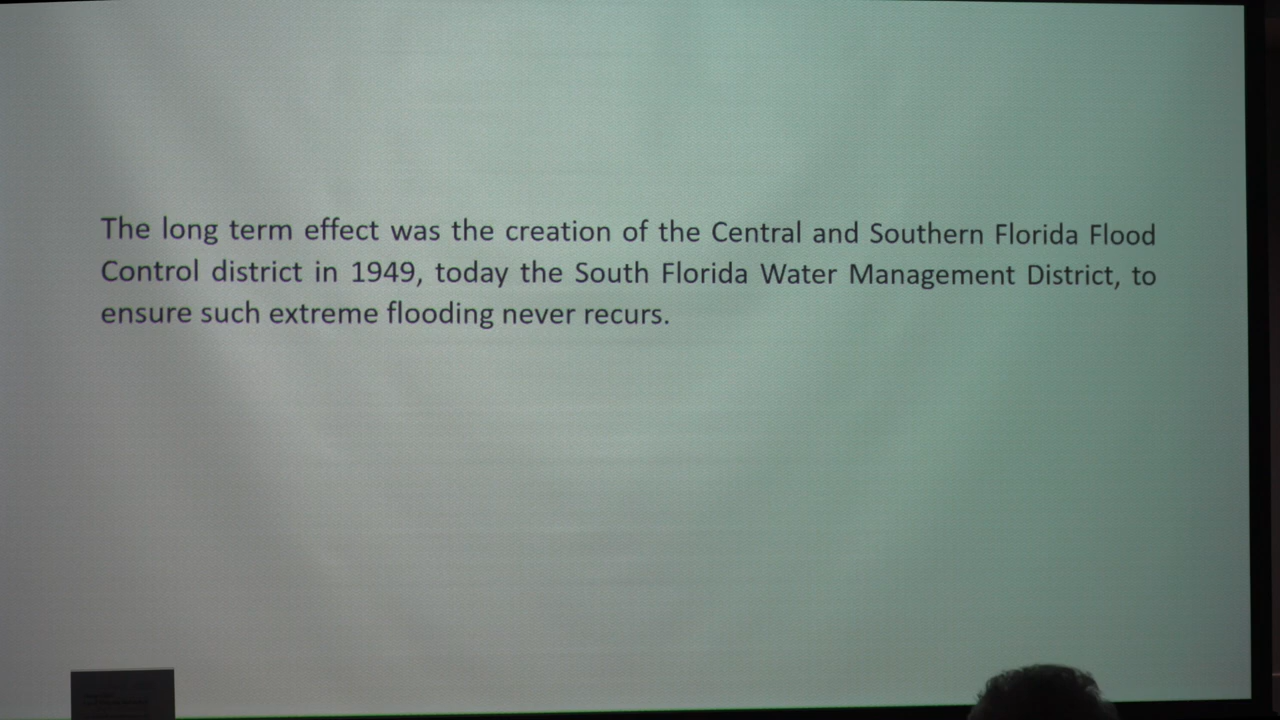 The long term effect was the creation of the Central and Southern Florida Flood
Control district in 1949, today the South Florida Water Management District, to
ensure such extreme flooding never recurs.